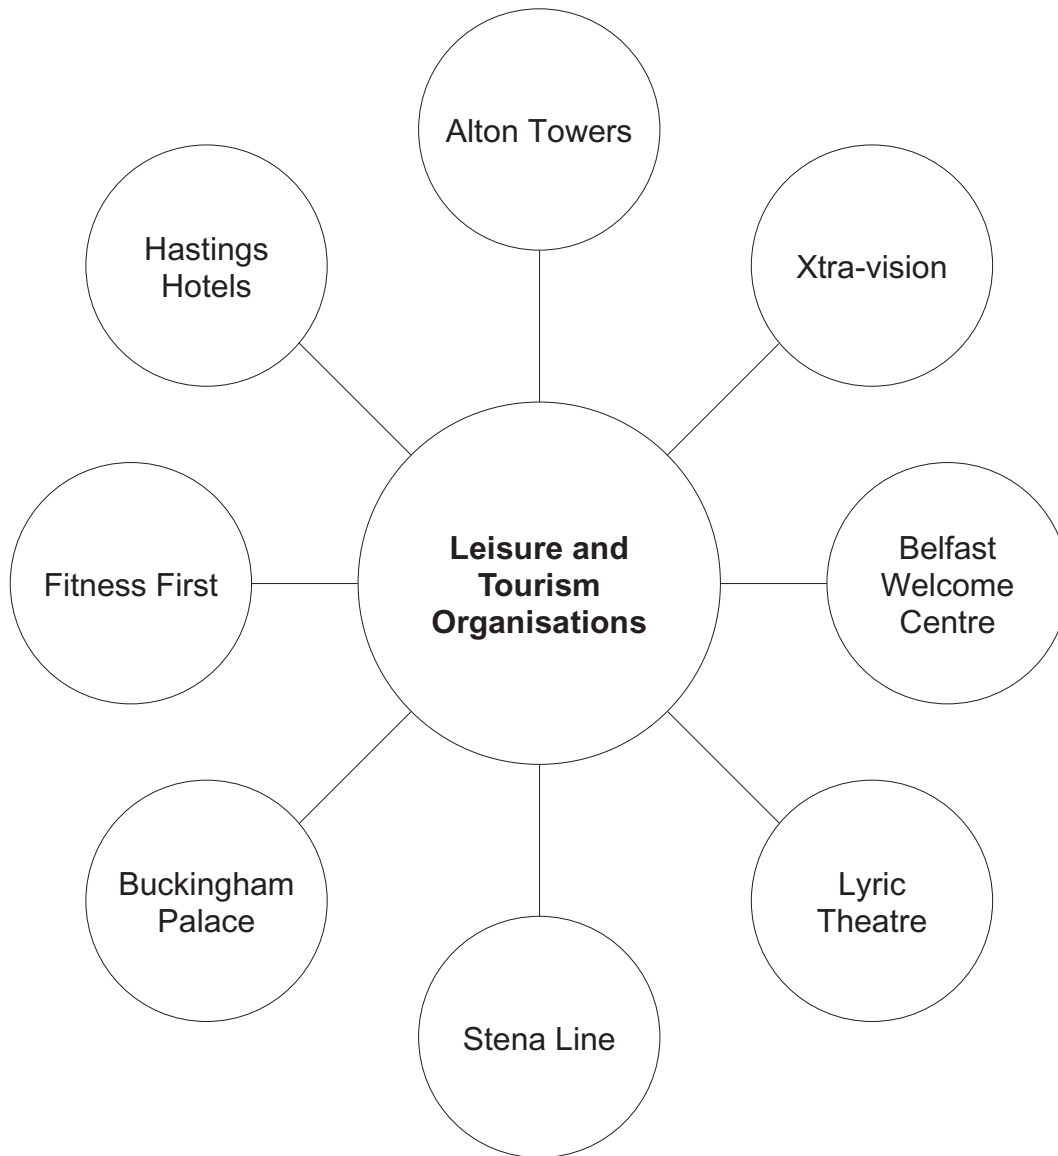 Alton Towers
Hastings
Hotels
Xtra-vision
Fitness First
Leisure and
Tourism
Organisations
Belfast
Welcome
Centre
Buckingham
Palace
Lyric
Theatre
Stena Line